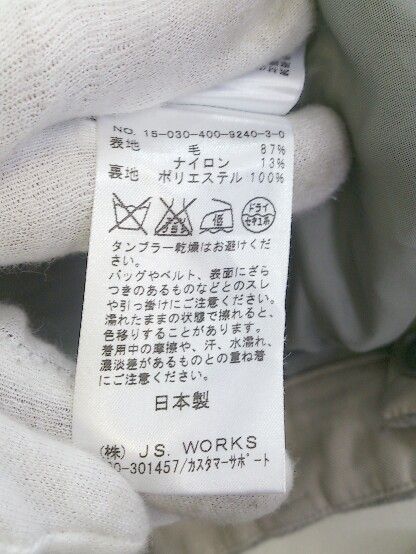 NO. 15-030-400-9240-3-0
表地 毛 87%
ナイロン 13%
裏地 ポリエステル 100%
低 ドライ セキユ系
タンブラー乾燥はお避けくだ
さい。
バッグやベルト、表面にざら
つきのあるものなどとのスレ
や引っ掛けにご注意ください。
濡れたままの状態で擦れると、
色移りすることがあります。
着用中の摩擦や、汗、水濡れ、
濃淡差があるものとの重ね着
にご注意ください。
日本製
(株) JS. WORKS
0-301457/カスタマーサポート